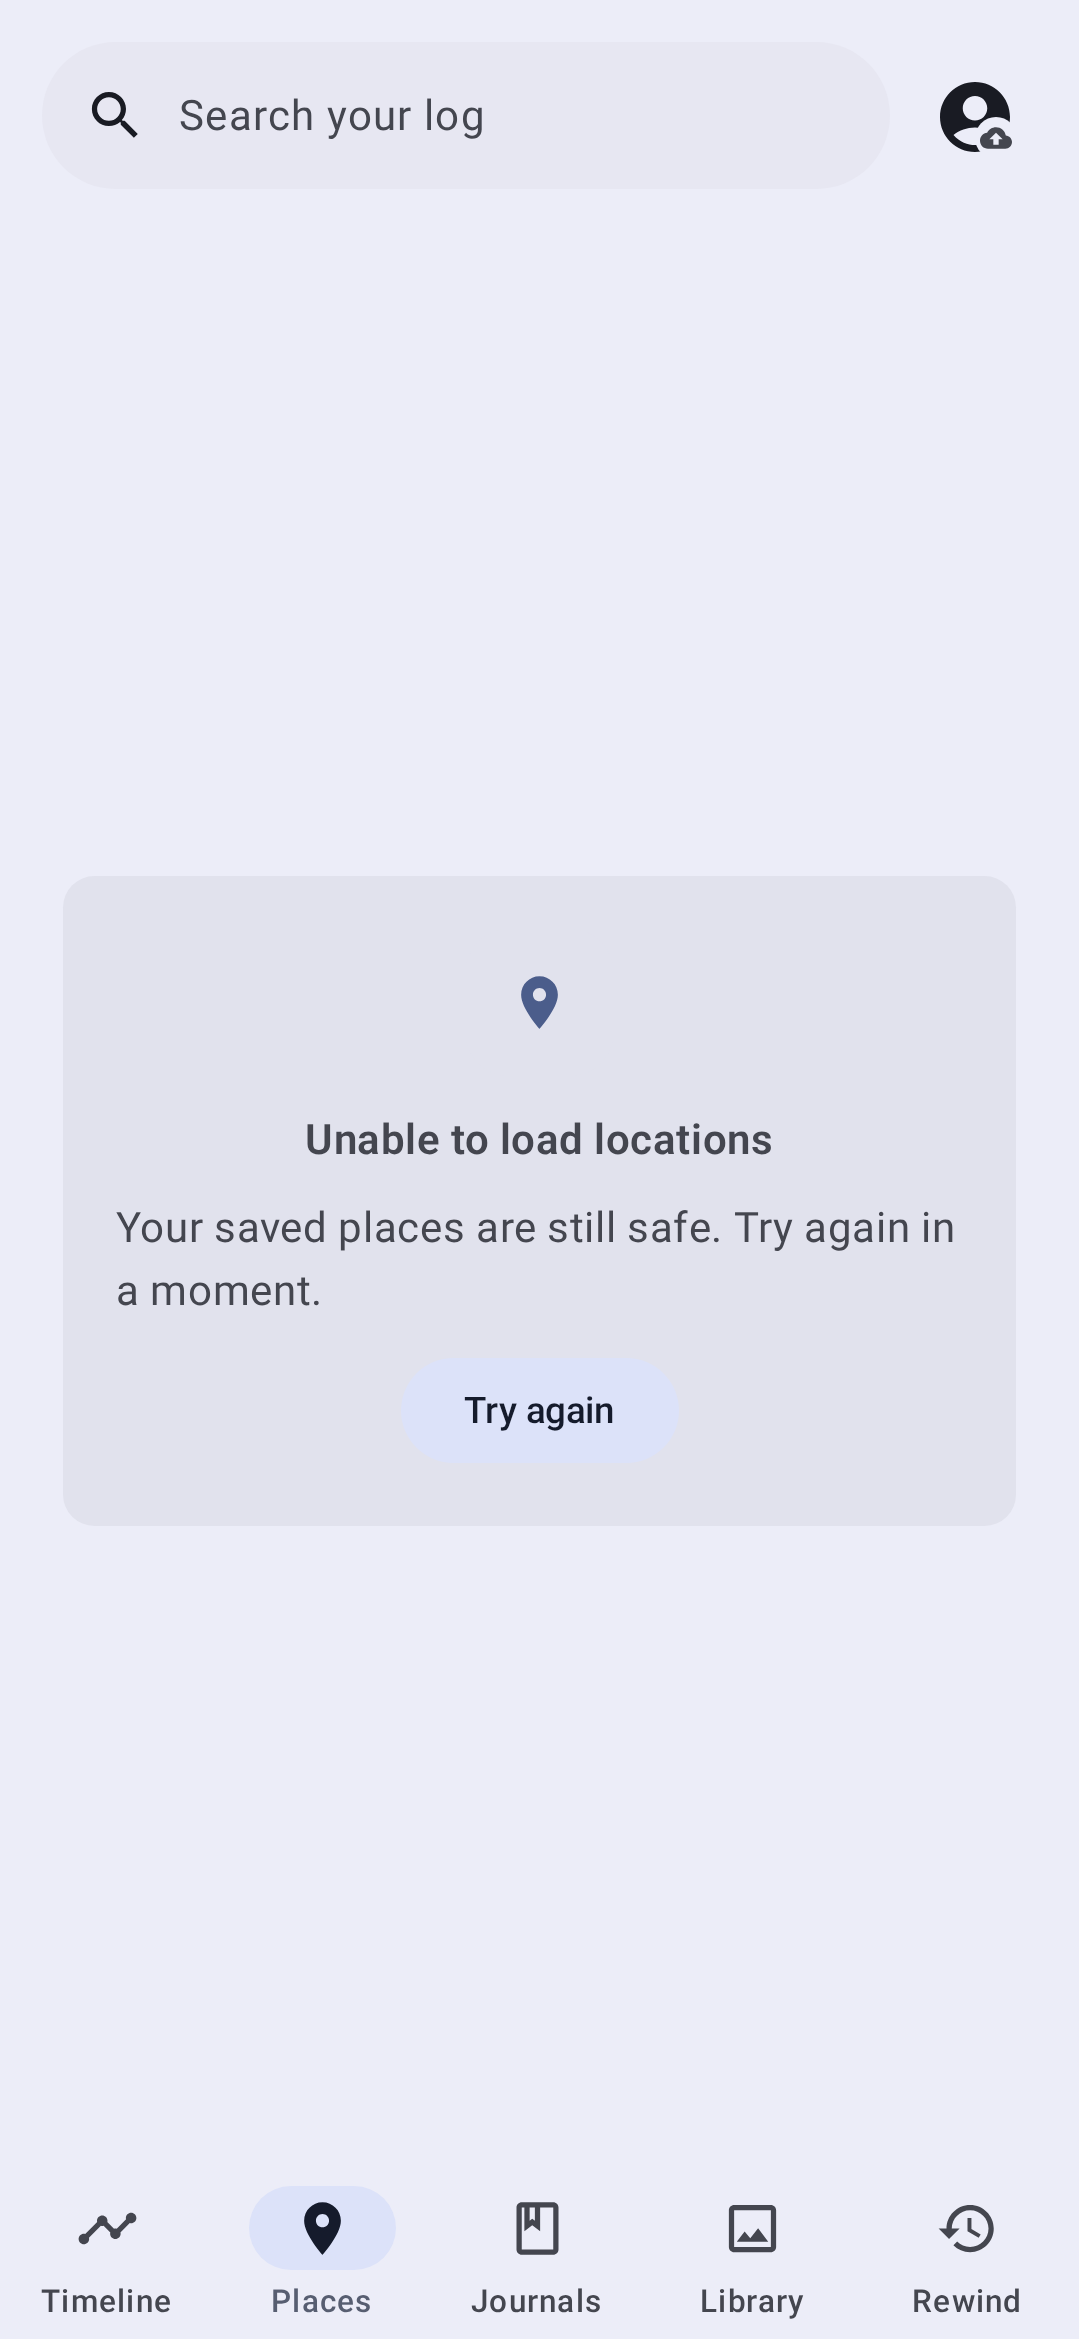 Search your log
Unable to load locations
Your saved places are still safe. Try again in
a moment.
Try again
Timeline
Places
Journals
Library
Rewind